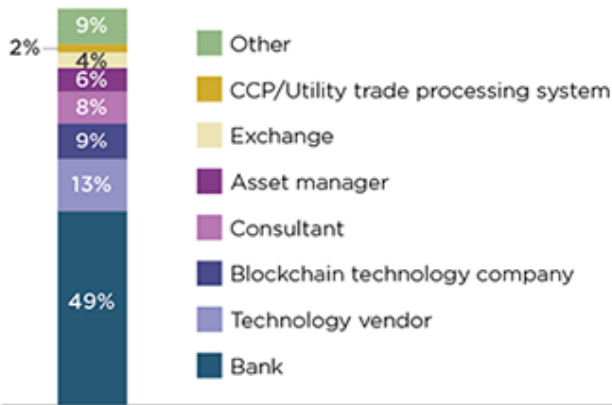 9%
2%
4%
6%
8%
9%
13%
49%
Other
CCP/Utility trade processing system
Exchange
Asset manager
Consultant
Blockchain technology company
Technology vendor
Bank